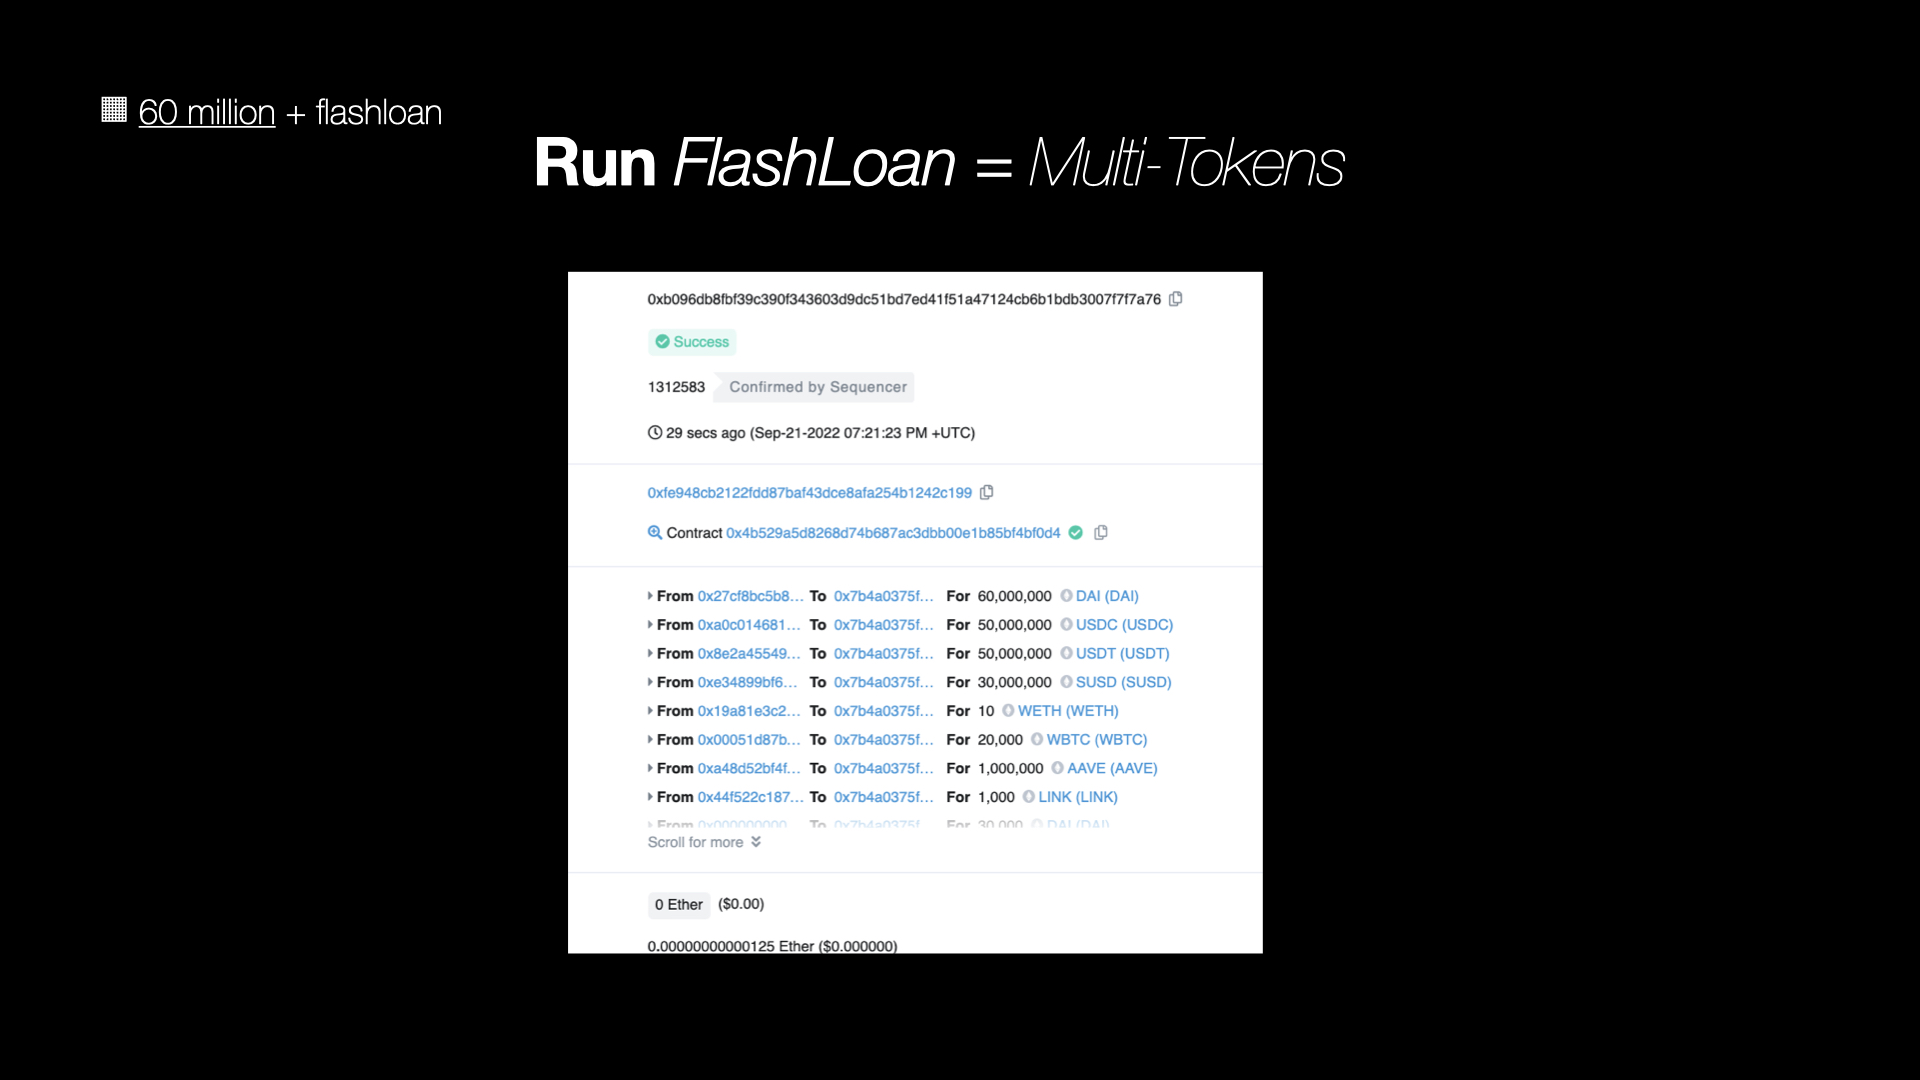 60 million + flashloan
Run FlashLoan = Multi-Tokens
0xb096db8fbf39c390f343603d9dc51bd7ed41f51a47124cb6b1bdb3007f7f7a76
Success
1312583 Confirmed by Sequencer
29 secs ago (Sep-21-2022 07:21:23 PM +UTC)
0xfe948cb2122fdd87baf43dce8afa254b1242c199
Contract 0x4b529a5d8268d74b687ac3dbb00e1b85bf4bf0d4
From 0x27cf8bc5b8... To 0x7b4a0375f... For 60,000,000 DAI (DAI)
From 0xa0c014681... To 0x7b4a0375f... For 50,000,000 USDC (USDC)
From 0x8e2a45549... To 0x7b4a0375f... For 50,000,000 USDT (USDT)
From 0xe34899bf6... To 0x7b4a0375f... For 30,000,000 SUSD (SUSD)
From 0x19a81e3c2... To 0x7b4a0375f... For 10 WETH (WETH)
From 0x00051d87b... To 0x7b4a0375f... For 20,000 WBTC (WBTC)
From 0xa48d52bf4f... To 0x7b4a0375f... For 1,000,000 AAVE (AAVE)
From 0x44f522c187... To 0x7b4a0375f... For 1,000 LINK (LINK)
From 0x000000000... To 0x7b4a0375f... For 30,000 DAI (DAI)
Scroll for more
0 Ether ($0.00)
0.00000000000125 Ether ($0.000000)